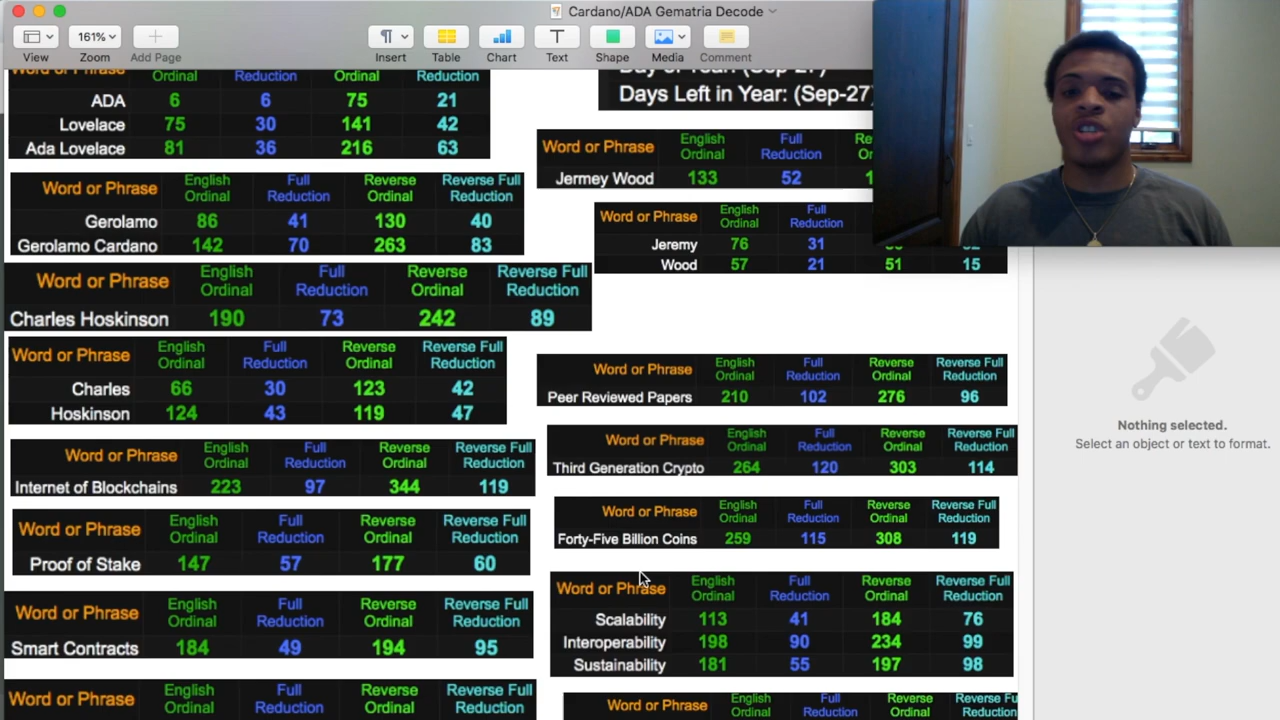 Cardano/ADA Gematria Decode
161%
View Zoom Add Page Insert Table Chart Text Shape Media Comment
Word or Phrase Ordinal Reduction Ordinal Reduction
ADA 6 6 75 21
Lovelace 75 30 141 42
Ada Lovelace 81 36 216 63
Word or Phrase English Ordinal Full Reduction Reverse Ordinal Reverse Full Reduction
Gerolamo 86 41 130 40
Gerolamo Cardano 142 70 263 83
Word or Phrase English Ordinal Full Reduction Reverse Ordinal Reverse Full Reduction
Charles Hoskinson 190 73 242 89
Word or Phrase English Ordinal Full Reduction Reverse Ordinal Reverse Full Reduction
Charles 66 30 123 42
Hoskinson 124 43 119 47
Word or Phrase English Ordinal Full Reduction Reverse Ordinal Reverse Full Reduction
Internet of Blockchains 223 97 344 119
Word or Phrase English Ordinal Full Reduction Reverse Ordinal Reverse Full Reduction
Proof of Stake 147 57 177 60
Word or Phrase English Ordinal Full Reduction Reverse Ordinal Reverse Full Reduction
Smart Contracts 184 49 194 95
Word or Phrase English Ordinal Full Reduction Reverse Ordinal Reverse Full Reduction
Day of Year: (Sep-27)
Days Left in Year: (Sep-27)
Word or Phrase English Ordinal Full Reduction
Jermey Wood 133 52
Word or Phrase English Ordinal Full Reduction
Jeremy 76 31
Wood 57 21 51 15
Word or Phrase English Ordinal Full Reduction Reverse Ordinal Reverse Full Reduction
Peer Reviewed Papers 210 102 276 96
Word or Phrase English Ordinal Full Reduction Reverse Ordinal Reverse Full Reduction
Third Generation Crypto 264 120 303 114
Word or Phrase English Ordinal Full Reduction Reverse Ordinal Reverse Full Reduction
Forty-Five Billion Coins 259 115 308 119
Word or Phrase English Ordinal Full Reduction Reverse Ordinal Reverse Full Reduction
Scalability 113 41 184 76
Interoperability 198 90 234 99
Sustainability 181 55 197 98
Word or Phrase English Ordinal Full Reduction Reverse Ordinal Reverse Full Reduction
Nothing selected.
Select an object or text to format.